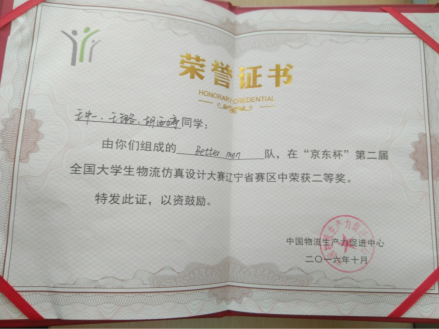 荣誉证书
HONORARY CREDENTIAL
同学：
由你们组成的 Better men 队，在“京东杯”第二届
全国大学生物流仿真设计大赛辽宁省赛区中荣获二等奖。
特发此证，以资鼓励。
中国物流生产力促进中心
二〇一六年十月